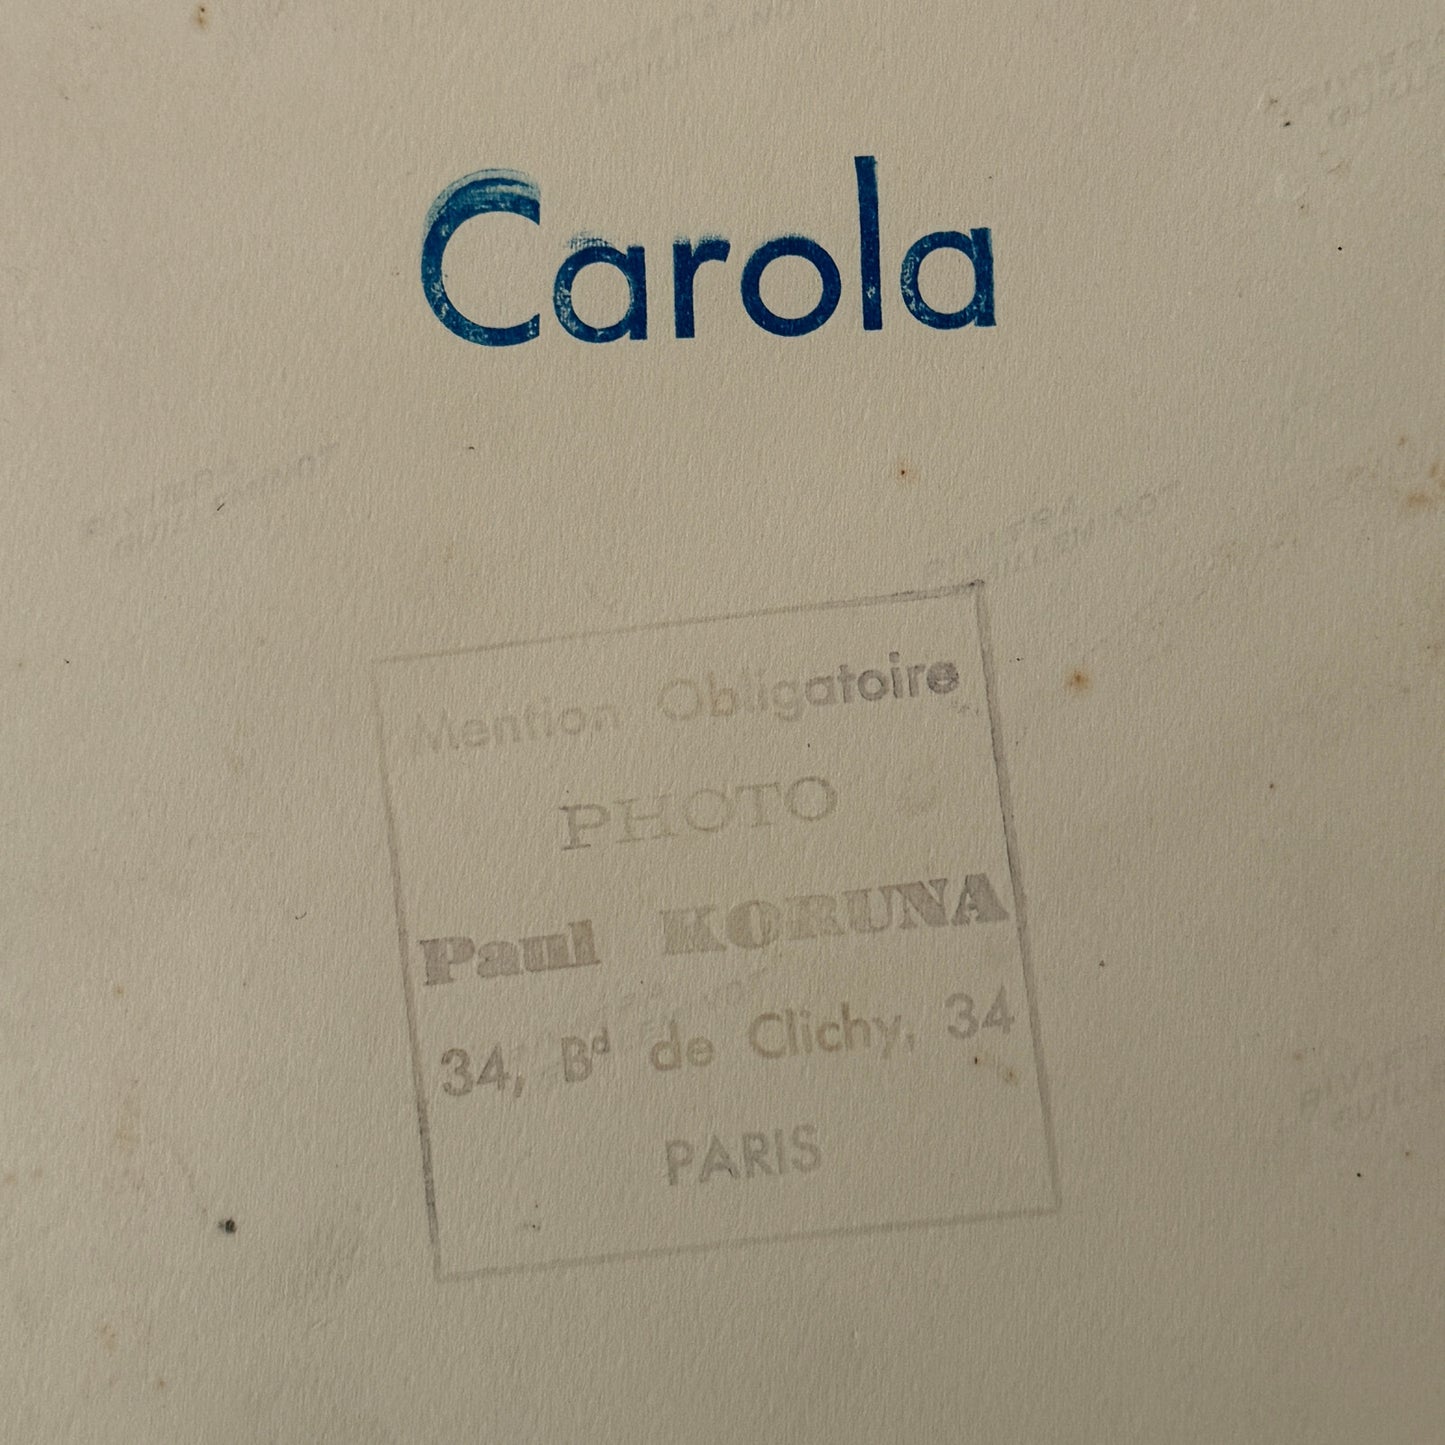 Carola
Mention Obligatoire
PHOTO
Paul KORUNA
34, Bd de Clichy, 34
PARIS